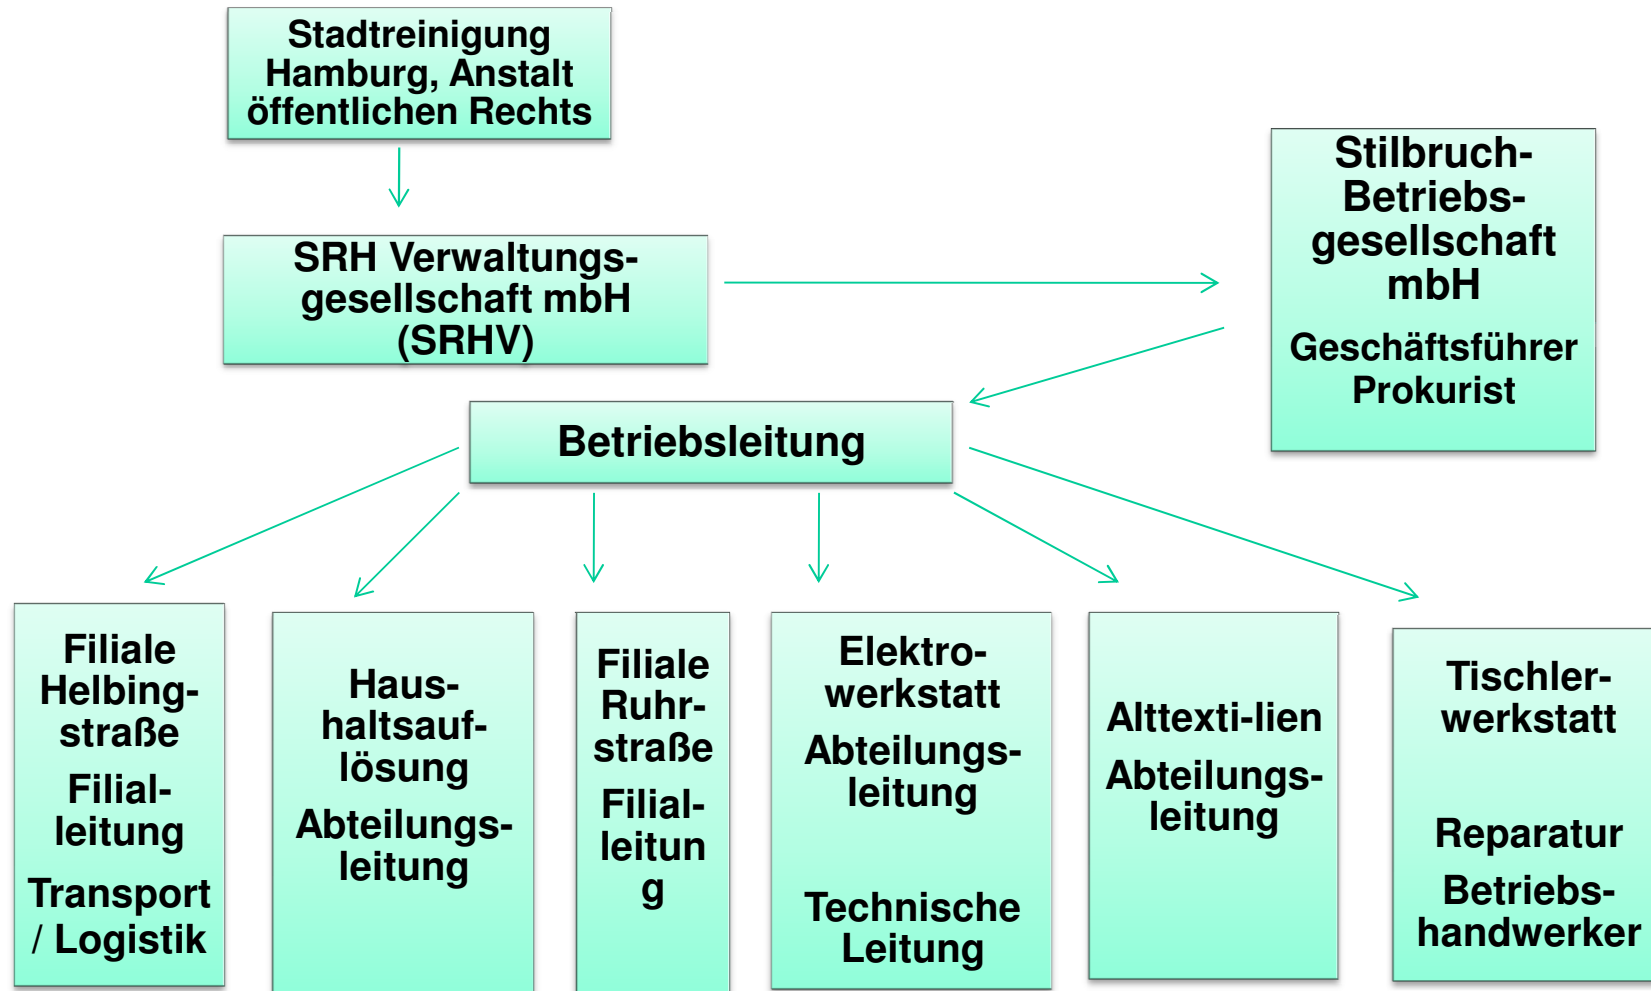 Stadtreinigung
Hamburg, Anstalt
öffentlichen Rechts
SRH Verwaltungs-
gesellschaft mbH
(SRHV)
Stilbruch-
Betriebs-
gesellschaft
mbH
Geschäftsführer
Prokurist
Betriebsleitung
Filiale
Helbing-
straße
Filial-
leitung
Transport
/ Logistik
Haus-
haltsauf-
lösung
Abteilungs-
leitung
Filiale
Ruhr-
straße
Filial-
leitun
g
Elektro-
werkstatt
Abteilungs-
leitung
Technische
Leitung
Alttexti-lien
Abteilungs-
leitung
Tischler-
werkstatt
Reparatur
Betriebs-
handwerker